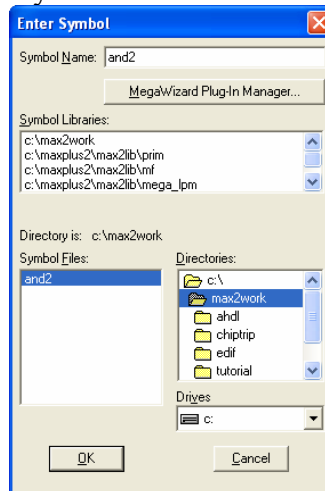 Enter Symbol
Symbol Name: and2
MegaWizard Plug-In Manager...
Symbol Libraries:
c:\max2work
c:\maxplus2\max2lib\prim
c:\maxplus2\max2lib\mf
c:\maxplus2\max2lib\mega_lpm
Directory is: c:\max2work
Symbol Files:
and2
Directories:
c:\
max2work
ahdl
chiptrip
edif
tutorial
Drives
c:
OK
Cancel